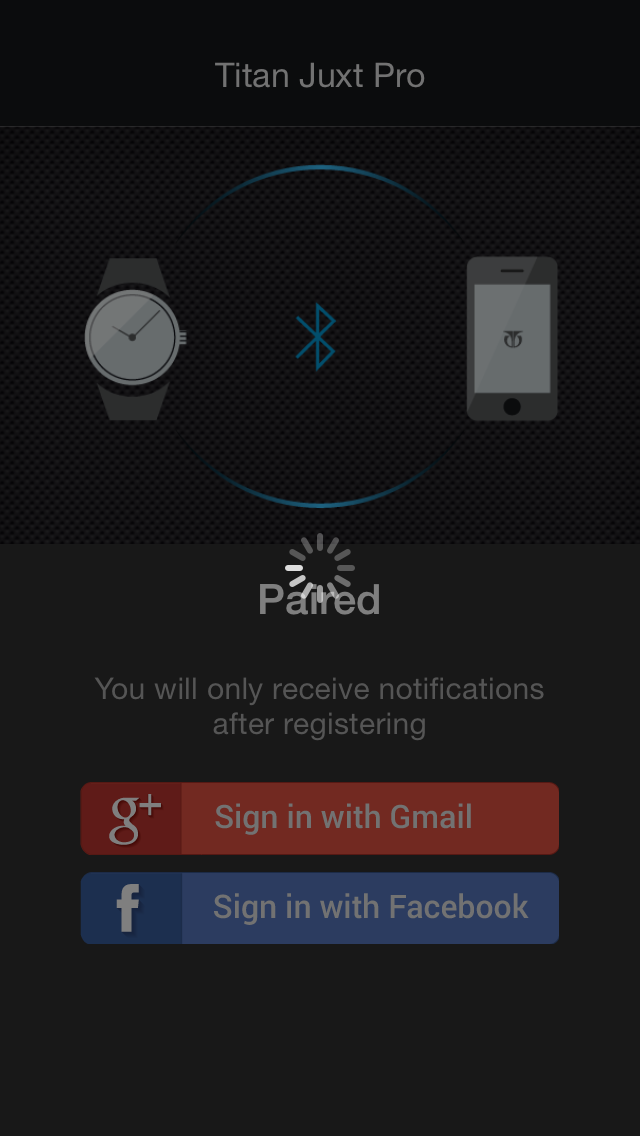 Titan Juxt Pro
Paired
You will only receive notifications
after registering
g+ Sign in with Gmail
f Sign in with Facebook